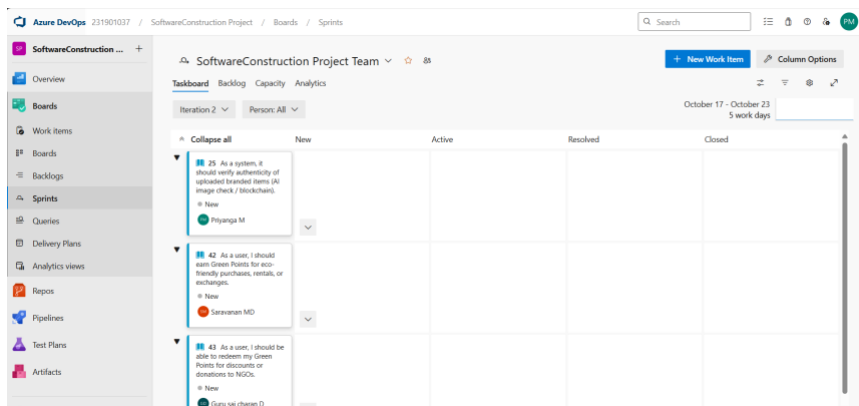 Azure DevOps 231901037 / SoftwareConstruction Project / Boards / Sprints
Search
PM
SP SoftwareConstruction ... +
Overview
Boards
Work items
Boards
Backlogs
Sprints
Queries
Delivery Plans
Analytics views
Repos
Pipelines
Test Plans
Artifacts
SoftwareConstruction Project Team
+ New Work Item
Column Options
Taskboard Backlog Capacity Analytics
Iteration 2
Person: All
October 17 - October 23
5 work days
Collapse all New Active Resolved Closed
25 As a system, it
should verify authenticity of
uploaded branded items (AI
image check / blockchain).
New
Priyanga M
42 As a user, I should
earn Green Points for eco-
friendly purchases, rentals, or
exchanges.
New
Saravanan MD
43 As a user, I should be
able to redeem my Green
Points for discounts or
donations to NGOs.
New
Guru sai charan D